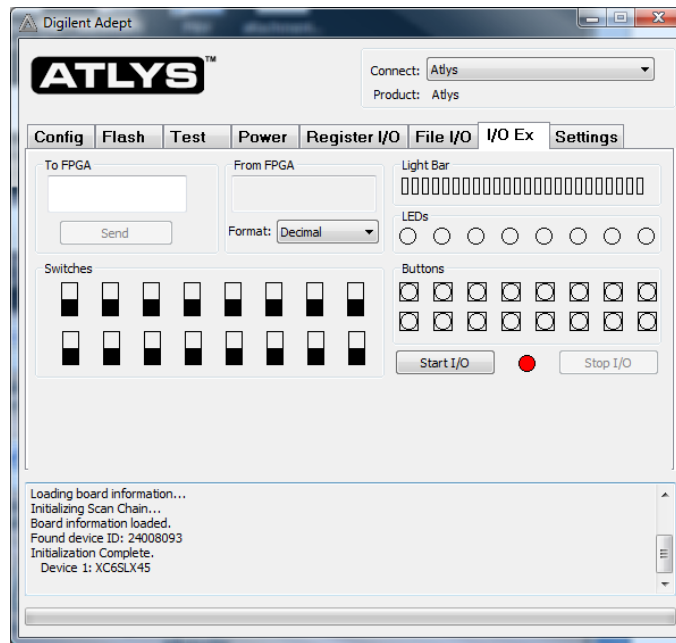 Digilent Adept
ATLYS™
Connect: Atlys
Product: Atlys
Config Flash Test Power Register I/O File I/O I/O Ex Settings
To FPGA
From FPGA
Light Bar
Send
Format: Decimal
LEDs
Switches
Buttons
Start I/O
Stop I/O
Loading board information...
Initializing Scan Chain...
Board information loaded.
Found device ID: 24008093
Initialization Complete.
Device 1: XC6SLX45